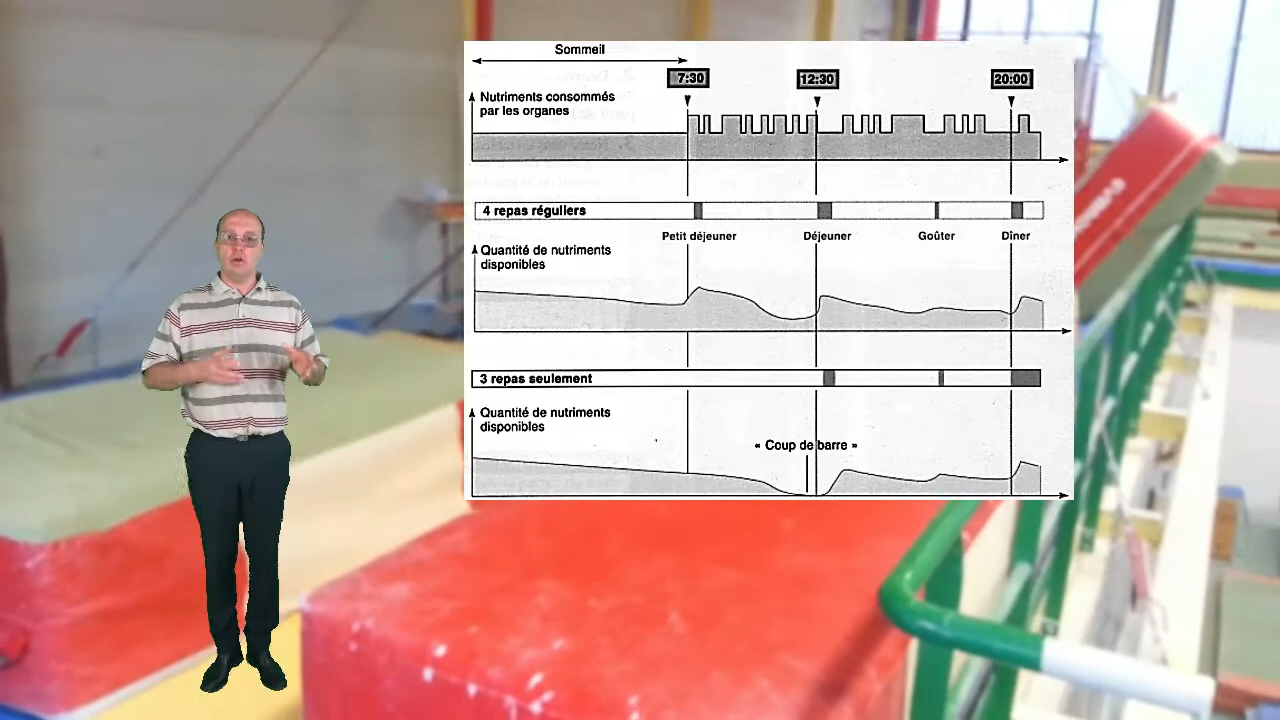 Sommeil
7:30
12:30
20:00
Nutriments consommés
par les organes
4 repas réguliers
Petit déjeuner
Déjeuner
Goûter
Dîner
Quantité de nutriments
disponibles
3 repas seulement
Quantité de nutriments
disponibles
« Coup de barre »